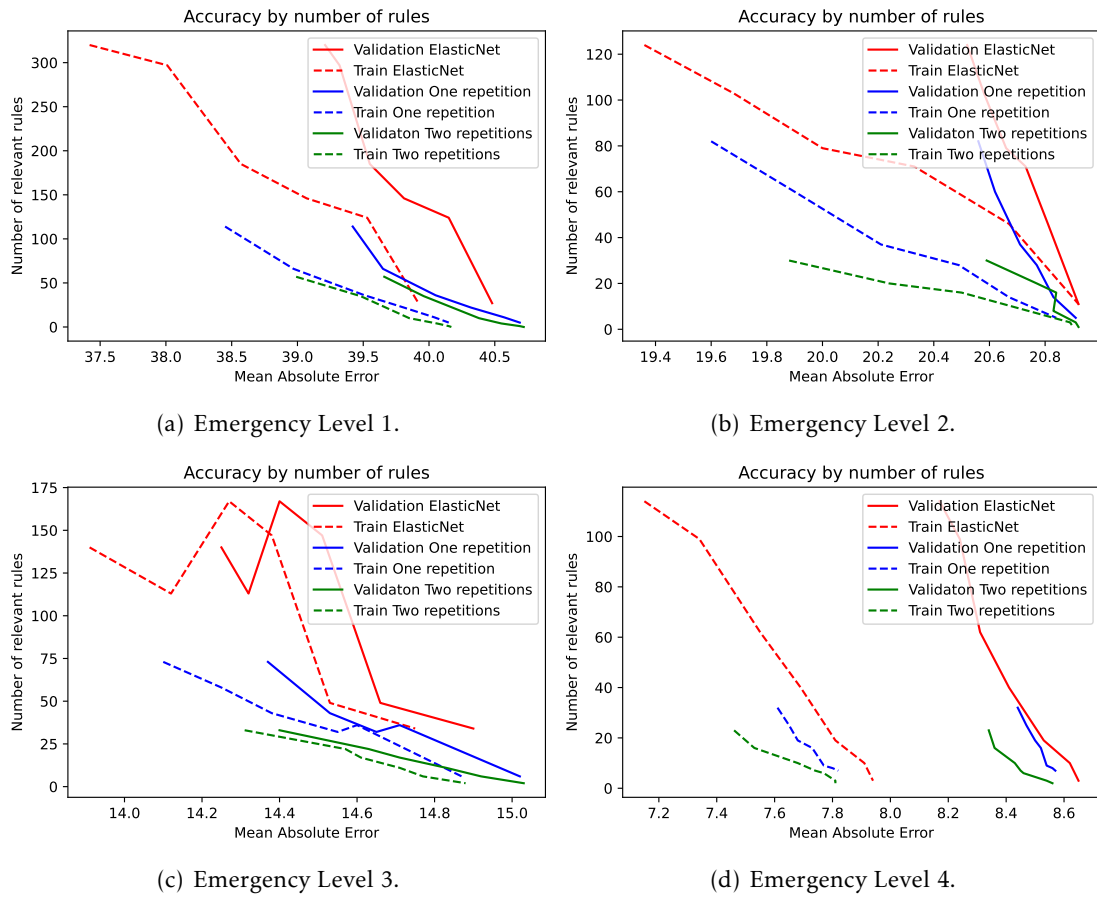 Accuracy by number of rules
Number of relevant rules
300
250
200
150
100
50
0
Validation ElasticNet
Train ElasticNet
Validation One repetition
Train One repetition
Validaton Two repetitions
Train Two repetitions
37.5 38.0 38.5 39.0 39.5 40.0 40.5
Mean Absolute Error
(a) Emergency Level 1.
Accuracy by number of rules
Number of relevant rules
120
100
80
60
40
20
0
Validation ElasticNet
Train ElasticNet
Validation One repetition
Train One repetition
Validaton Two repetitions
Train Two repetitions
19.4 19.6 19.8 20.0 20.2 20.4 20.6 20.8
Mean Absolute Error
(b) Emergency Level 2.
Accuracy by number of rules
Number of relevant rules
175
150
125
100
75
50
25
0
Validation ElasticNet
Train ElasticNet
Validation One repetition
Train One repetition
Validaton Two repetitions
Train Two repetitions
14.0 14.2 14.4 14.6 14.8 15.0
Mean Absolute Error
(c) Emergency Level 3.
Accuracy by number of rules
Number of relevant rules
100
80
60
40
20
0
Validation ElasticNet
Train ElasticNet
Validation One repetition
Train One repetition
Validaton Two repetitions
Train Two repetitions
7.2 7.4 7.6 7.8 8.0 8.2 8.4 8.6
Mean Absolute Error
(d) Emergency Level 4.